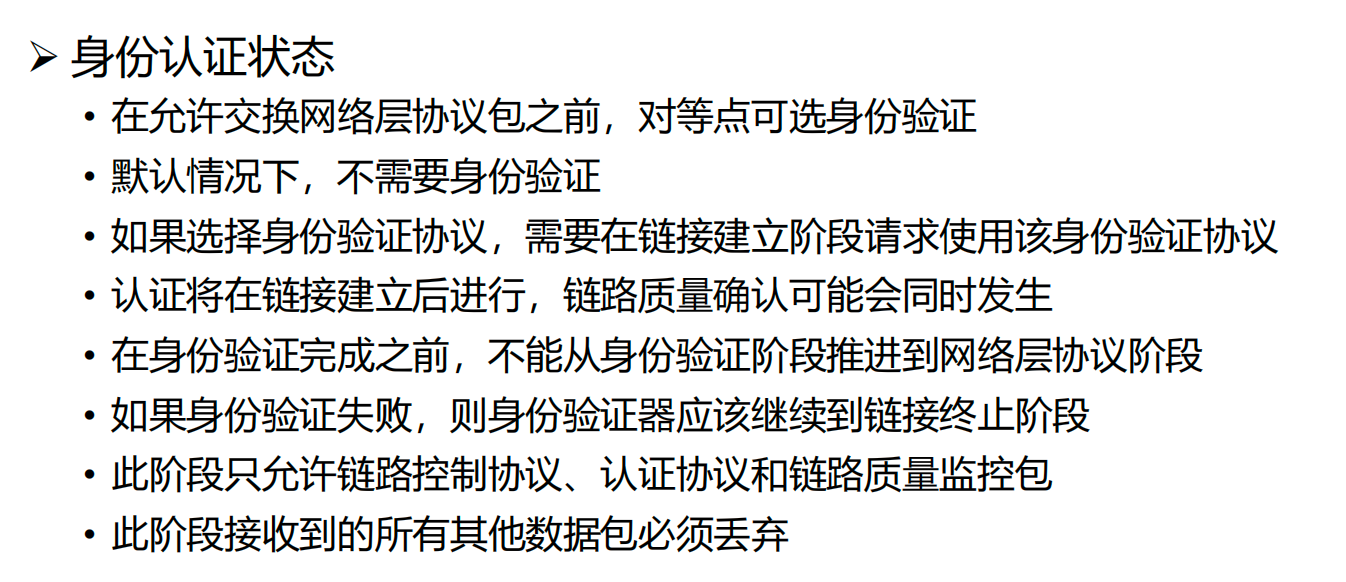 ➢ 身份认证状态
• 在允许交换网络层协议包之前，对等点可选身份验证
• 默认情况下，不需要身份验证
• 如果选择身份验证协议，需要在链接建立阶段请求使用该身份验证协议
• 认证将在链接建立后进行，链路质量确认可能会同时发生
• 在身份验证完成之前，不能从身份验证阶段推进到网络层协议阶段
• 如果身份验证失败，则身份验证器应该继续到链接终止阶段
• 此阶段只允许链路控制协议、认证协议和链路质量监控包
• 此阶段接收到的所有其他数据包必须丢弃